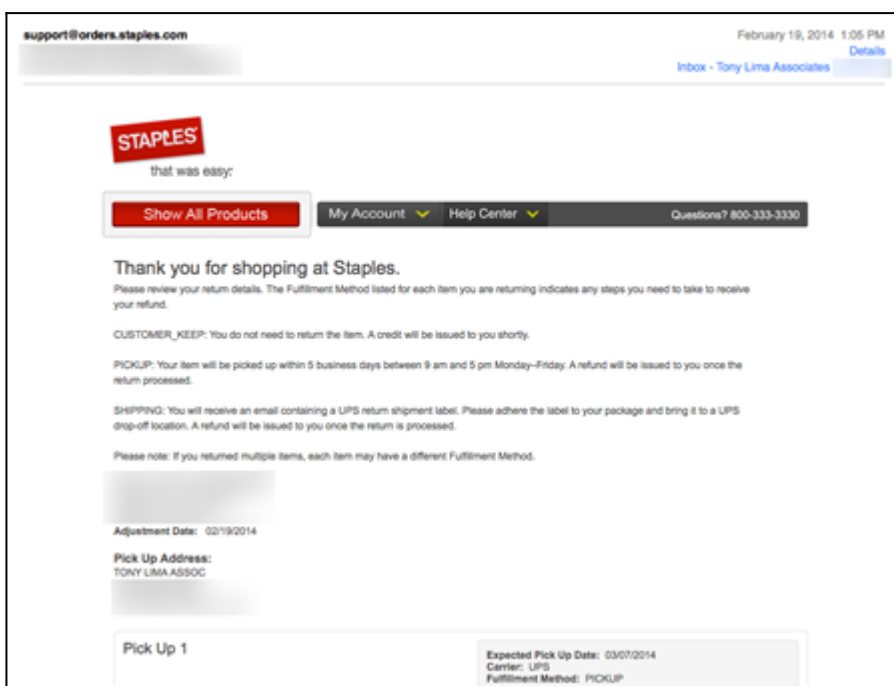 support@orders.staples.com
February 19, 2014 1:05 PM
Details
Inbox - Tony Lima Associates
STAPLES
that was easy:
Show All Products
My Account
Help Center
Questions? 800-333-3330
Thank you for shopping at Staples.
Please review your return details. The Fulfillment Method listed for each item you are returning indicates any steps you need to take to receive
your refund.
CUSTOMER_KEEP: You do not need to return the item. A credit will be issued to you shortly.
PICKUP: Your item will be picked up within 5 business days between 9 am and 5 pm Monday–Friday. A refund will be issued to you once the
return processed.
SHIPPING: You will receive an email containing a UPS return shipment label. Please adhere the label to your package and bring it to a UPS
drop-off location. A refund will be issued to you once the return is processed.
Please note: If you returned multiple items, each item may have a different Fulfillment Method.
Adjustment Date: 02/19/2014
Pick Up Address:
TONY LIMA ASSOC
Pick Up 1
Expected Pick Up Date: 03/07/2014
Carrier: UPS
Fulfillment Method: PICKUP